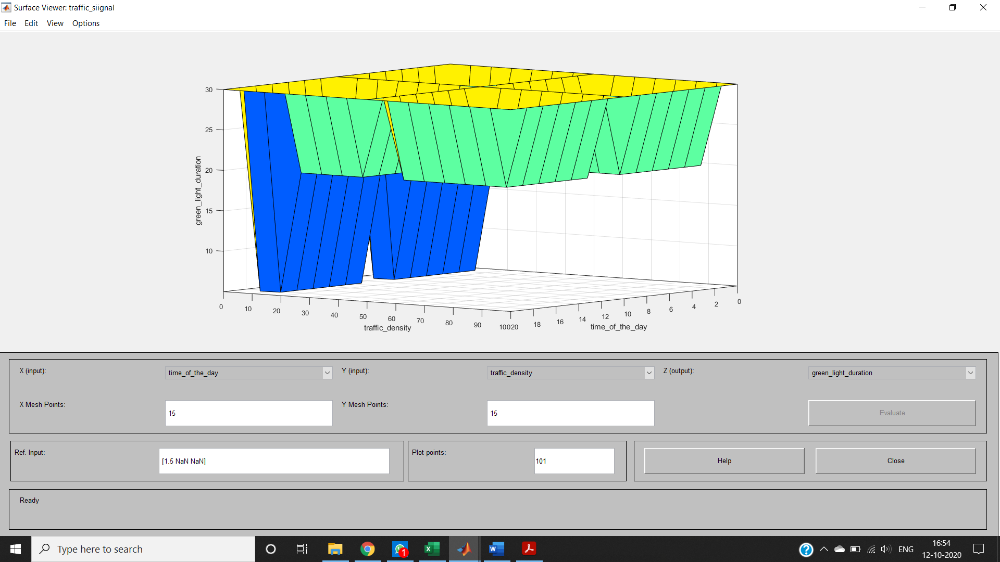 Surface Viewer: traffic_siignal
File Edit View Options
30
25
20
15
10
green_light_duration
0 10 20 30 40 50 60 70 80 90 100
traffic_density
20 18 16 14 12 10 8 6 4 2 0
time_of_the_day
X (input): time_of_the_day Y (input): traffic_density Z (output): green_light_duration
X Mesh Points: 15 Y Mesh Points: 15 Evaluate
Ref. Input: [1.5 NaN NaN] Plot points: 101 Help Close
Ready
Type here to search
1
ENG
16:54
12-10-2020